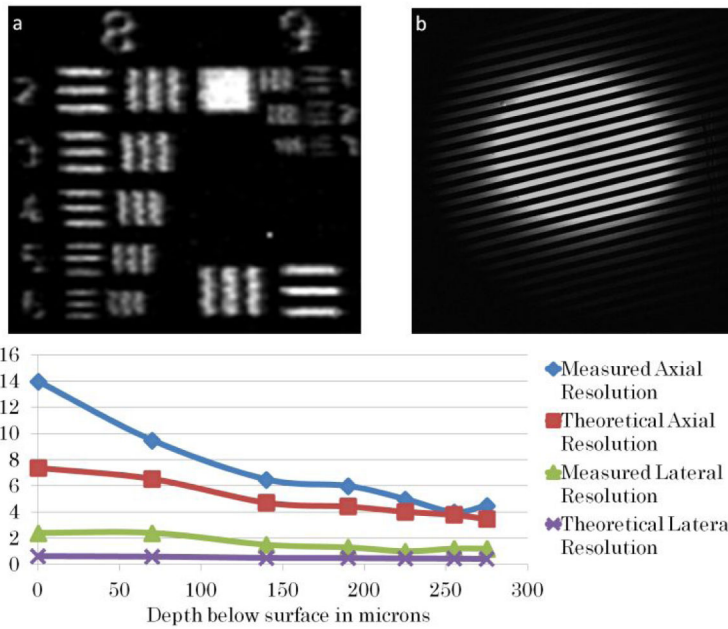 a
8
9
2
3
4
5
b
16
14
12
10
8
6
4
2
0
0 50 100 150 200 250 300
Depth below surface in microns
Measured Axial
Resolution
Theoretical Axial
Resolution
Measured Lateral
Resolution
Theoretical Latera
Resolution